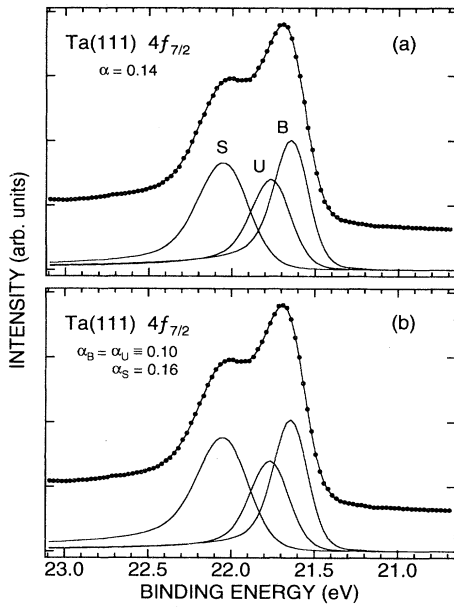 Ta(111) 4f7/2
α = 0.14
(a)
S
U
B
Ta(111) 4f7/2
αB = αU ≡ 0.10
αS = 0.16
(b)
INTENSITY (arb. units)
23.0 22.5 22.0 21.5 21.0
BINDING ENERGY (eV)